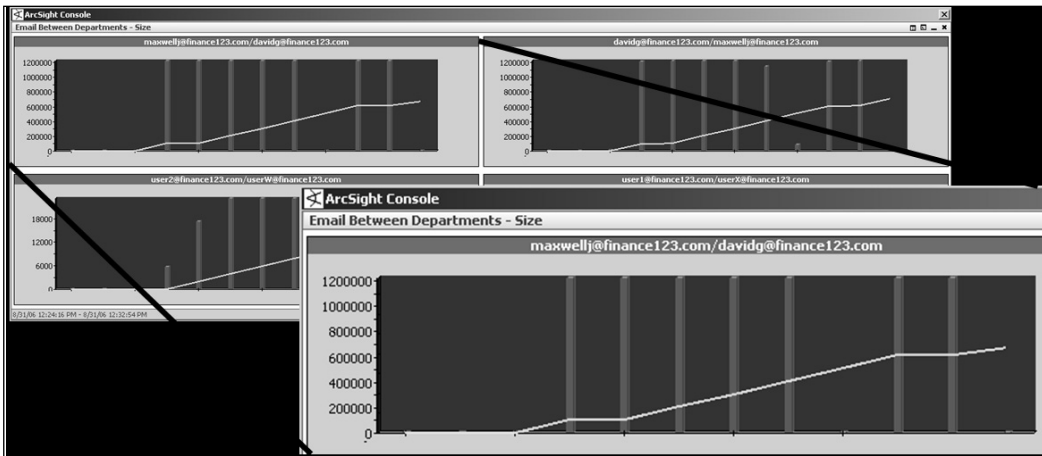 ArcSight Console
Email Between Departments - Size
maxwellj@finance123.com/davidg@finance123.com
1200000
1000000
800000
600000
400000
200000
0
davidg@finance123.com/maxwellj@finance123.com
1200000
1000000
800000
600000
400000
200000
0
user2@finance123.com/userW@finance123.com
18000
12000
6000
0
user1@finance123.com/userX@finance123.com
8/31/06 12:24:16 PM - 8/31/06 12:32:54 PM
ArcSight Console
Email Between Departments - Size
maxwellj@finance123.com/davidg@finance123.com
1200000
1000000
800000
600000
400000
200000
0